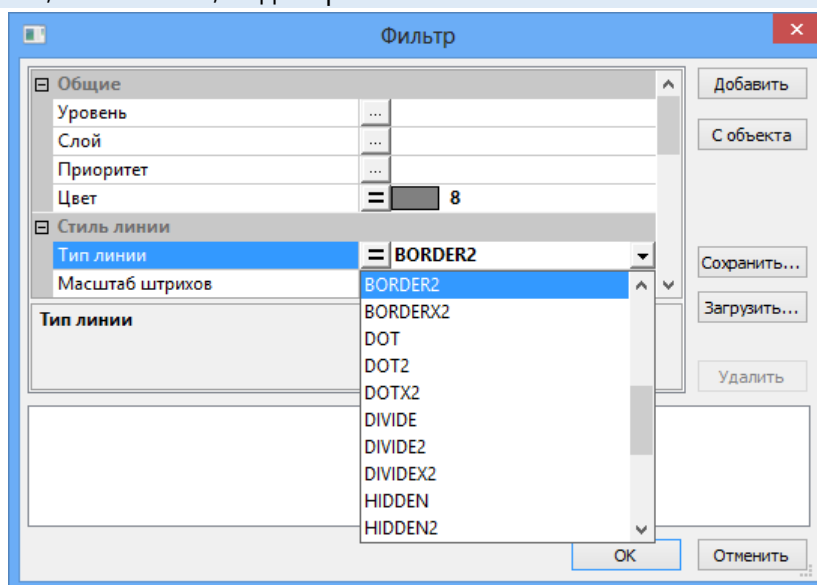 Фильтр
Общие
Добавить
Уровень ...
Слой ...
С объекта
Приоритет ...
Цвет = 8
Стиль линии
Тип линии = BORDER2
Сохранить...
Масштаб штрихов
BORDER2
Тип линии
BORDERX2
Загрузить...
DOT
DOT2
Удалить
DOTX2
DIVIDE
DIVIDE2
DIVIDEX2
HIDDEN
HIDDEN2
OK
Отменить